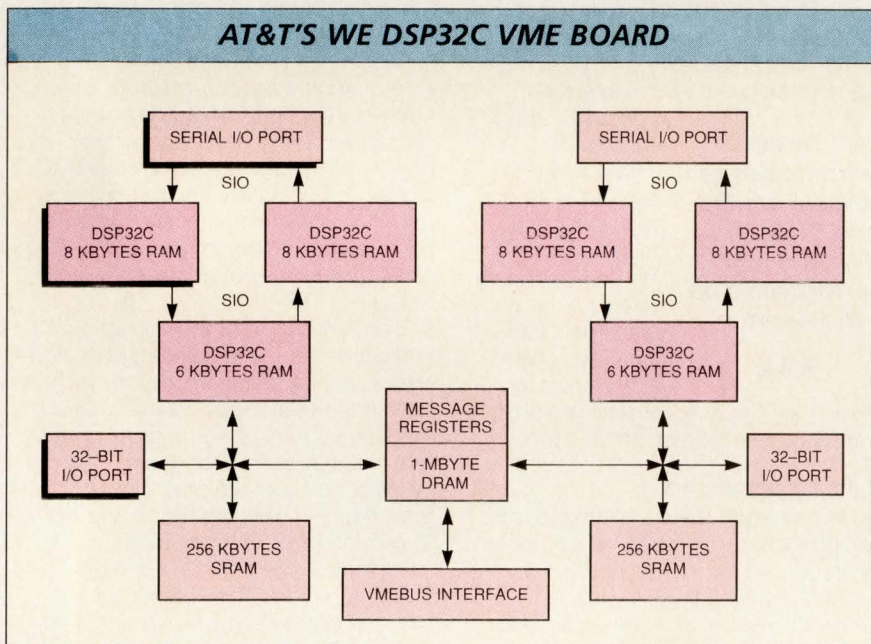 AT&T'S WE DSP32C VME BOARD
SERIAL I/O PORT
SERIAL I/O PORT
SIO
SIO
DSP32C
8 KBYTES RAM
DSP32C
8 KBYTES RAM
DSP32C
8 KBYTES RAM
DSP32C
8 KBYTES RAM
SIO
SIO
DSP32C
6 KBYTES RAM
DSP32C
6 KBYTES RAM
MESSAGE
REGISTERS
32–BIT
I/O PORT
1-MBYTE
DRAM
32–BIT
I/O PORT
256 KBYTES
SRAM
256 KBYTES
SRAM
VMEBUS INTERFACE